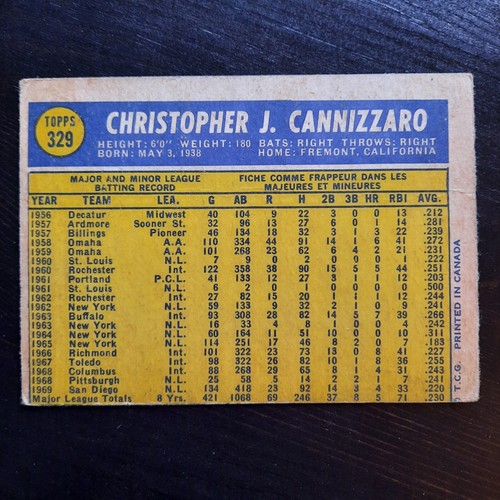 TOPPS
329
CHRISTOPHER J. CANNIZZARO
HEIGHT: 6'0" WEIGHT: 180 BATS: RIGHT THROWS: RIGHT
BORN: MAY 3, 1938 HOME: FREMONT, CALIFORNIA
MAJOR AND MINOR LEAGUE BATTING RECORD
FICHE COMME FRAPPEUR DANS LES MAJEURES ET MINEURES
YEAR TEAM LEA. G AB R H 2B 3B HR RBI AVG.
1956 Decatur Midwest 40 104 9 22 3 0 0 13 .212
1957 Ardmore Sooner St. 32 96 13 27 6 0 0 14 .281
1957 Billings Pioneer 46 134 18 32 3 1 3 22 .239
1958 Omaha A.A. 110 334 44 91 14 1 6 41 .272
1959 Omaha A.A. 101 268 23 62 6 4 2 21 .231
1960 St. Louis N.L. 7 9 0 2 0 0 0 1 .222
1960 Rochester Int. 122 358 38 90 15 5 5 44 .251
1961 Portland P.C.L. 41 133 12 27 3 1 1 12 .203
1961 St. Louis N.L. 6 2 0 1 0 0 0 0 .500
1962 Rochester Int. 27 82 15 20 1 1 2 9 .244
1962 New York N.L. 59 133 9 32 2 1 0 9 .241
1963 Buffalo Int. 93 308 28 82 14 5 7 39 .266
1963 New York N.L. 16 33 4 8 1 0 0 4 .242
1964 New York N.L. 60 164 11 51 10 0 0 10 .311
1965 New York N.L. 114 251 17 46 8 2 0 7 .183
1966 Richmond Int. 101 322 23 73 13 0 8 41 .227
1967 Toledo Int. 98 322 26 82 10 1 8 36 .255
1968 Columbus Int. 88 268 29 65 8 1 4 31 .243
1968 Pittsburgh N.L. 25 58 5 14 2 2 1 7 .241
1969 San Diego N.L. 134 418 23 92 14 3 4 33 .220
Major League Totals 8 Yrs. 421 1068 69 246 37 8 5 71 .230
T.C.G. PRINTED IN CANADA